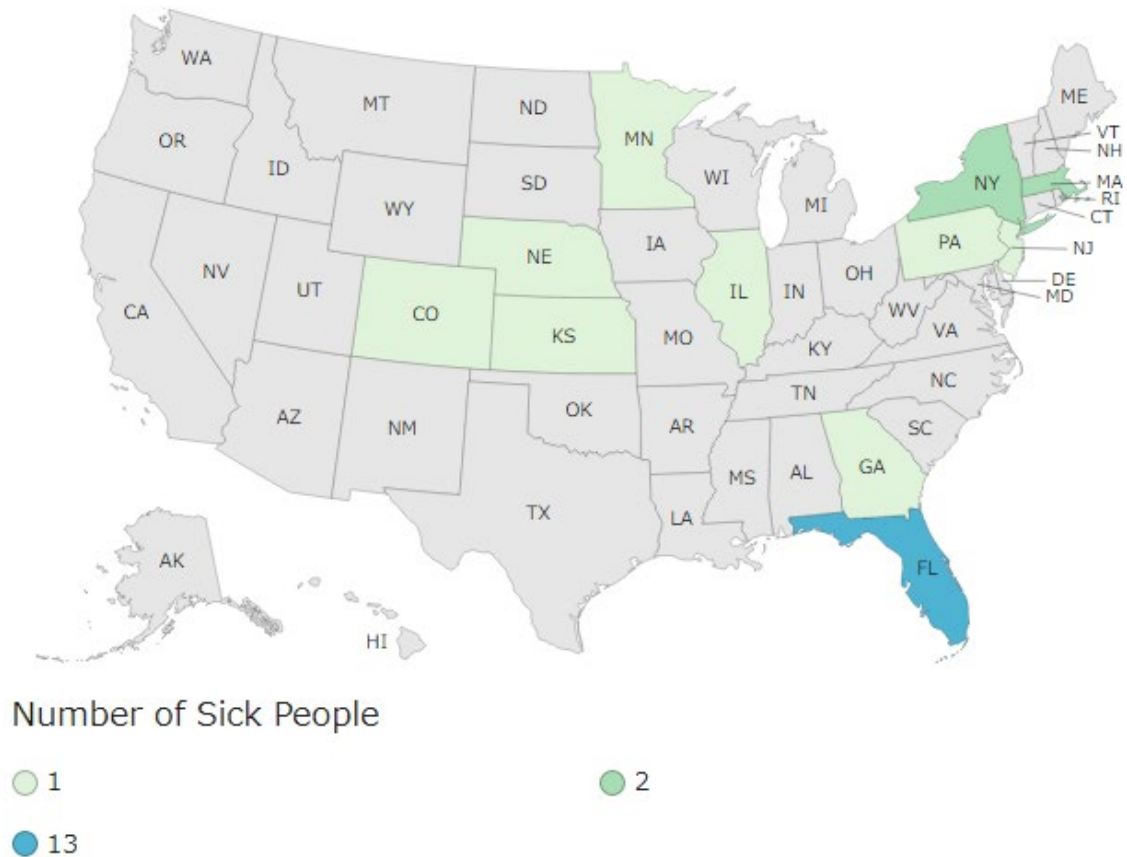 WA
MT
ND
MN
ME
VT
NH
OR
ID
SD
WI
NY
MA
RI
CT
WY
MI
IA
PA
NE
NJ
NV
UT
OH
DE
IL
IN
MD
CA
CO
WV
VA
KS
MO
KY
NC
TN
AZ
NM
OK
AR
SC
GA
MS
AL
TX
LA
AK
FL
HI
Number of Sick People
1
2
13